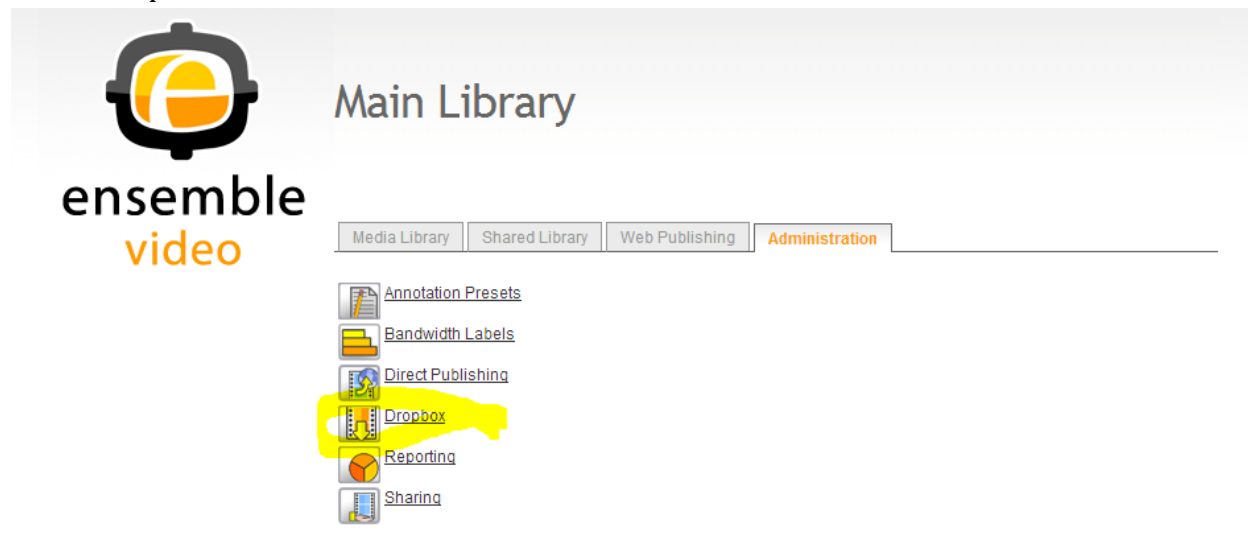 Main Library
ensemble
video
Media Library Shared Library Web Publishing Administration
Annotation Presets
Bandwidth Labels
Direct Publishing
Dropbox
Reporting
Sharing